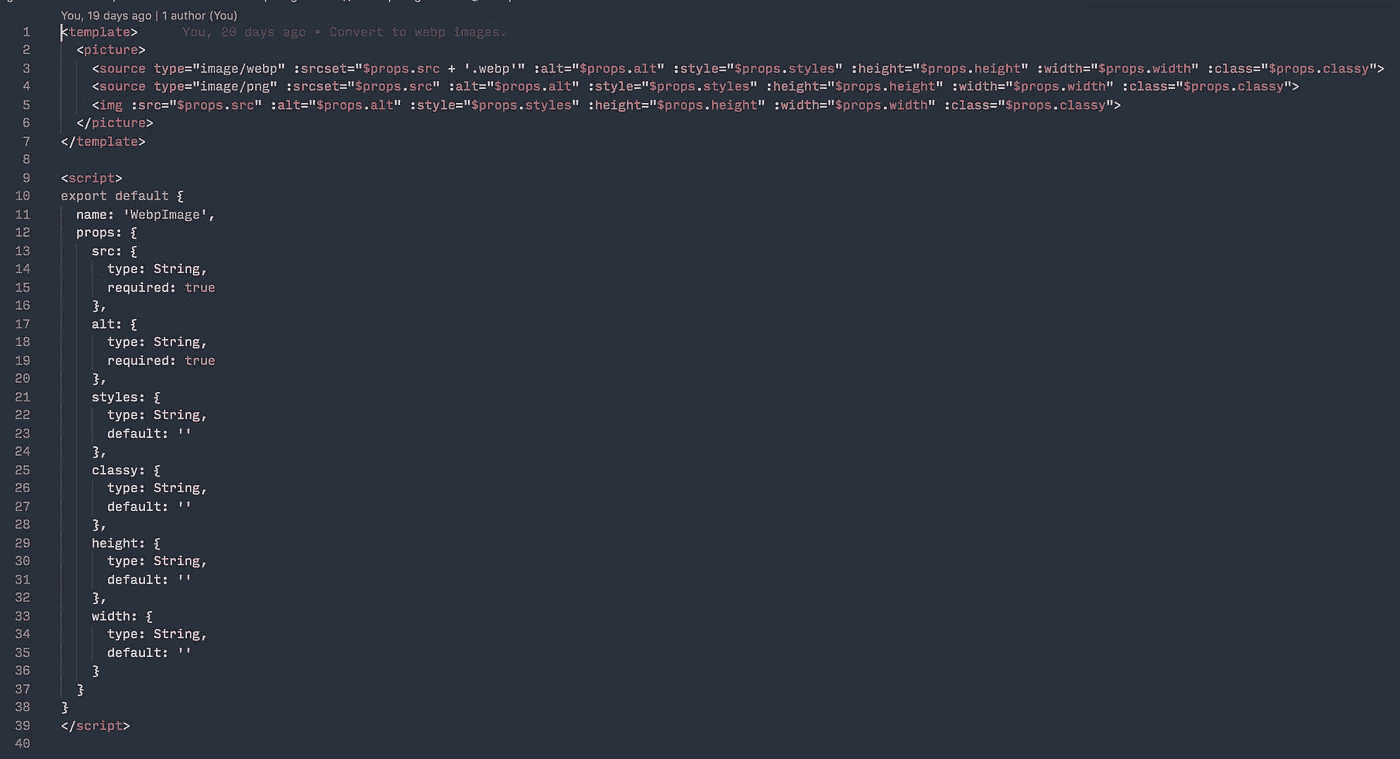 You, 19 days ago | 1 author (You)
1 <template> You, 20 days ago • Convert to webp images.
2 <picture>
3 <source type="image/webp" :srcset="$props.src + '.webp'" :alt="$props.alt" :style="$props.styles" :height="$props.height" :width="$props.width" :class="$props.classy">
4 <source type="image/png" :srcset="$props.src" :alt="$props.alt" :style="$props.styles" :height="$props.height" :width="$props.width" :class="$props.classy">
5 <img :src="$props.src" :alt="$props.alt" :style="$props.styles" :height="$props.height" :width="$props.width" :class="$props.classy">
6 </picture>
7 </template>
8
9 <script>
10 export default {
11 name: 'WebpImage',
12 props: {
13 src: {
14 type: String,
15 required: true
16 },
17 alt: {
18 type: String,
19 required: true
20 },
21 styles: {
22 type: String,
23 default: ''
24 },
25 classy: {
26 type: String,
27 default: ''
28 },
29 height: {
30 type: String,
31 default: ''
32 },
33 width: {
34 type: String,
35 default: ''
36 }
37 }
38 }
39 </script>
40